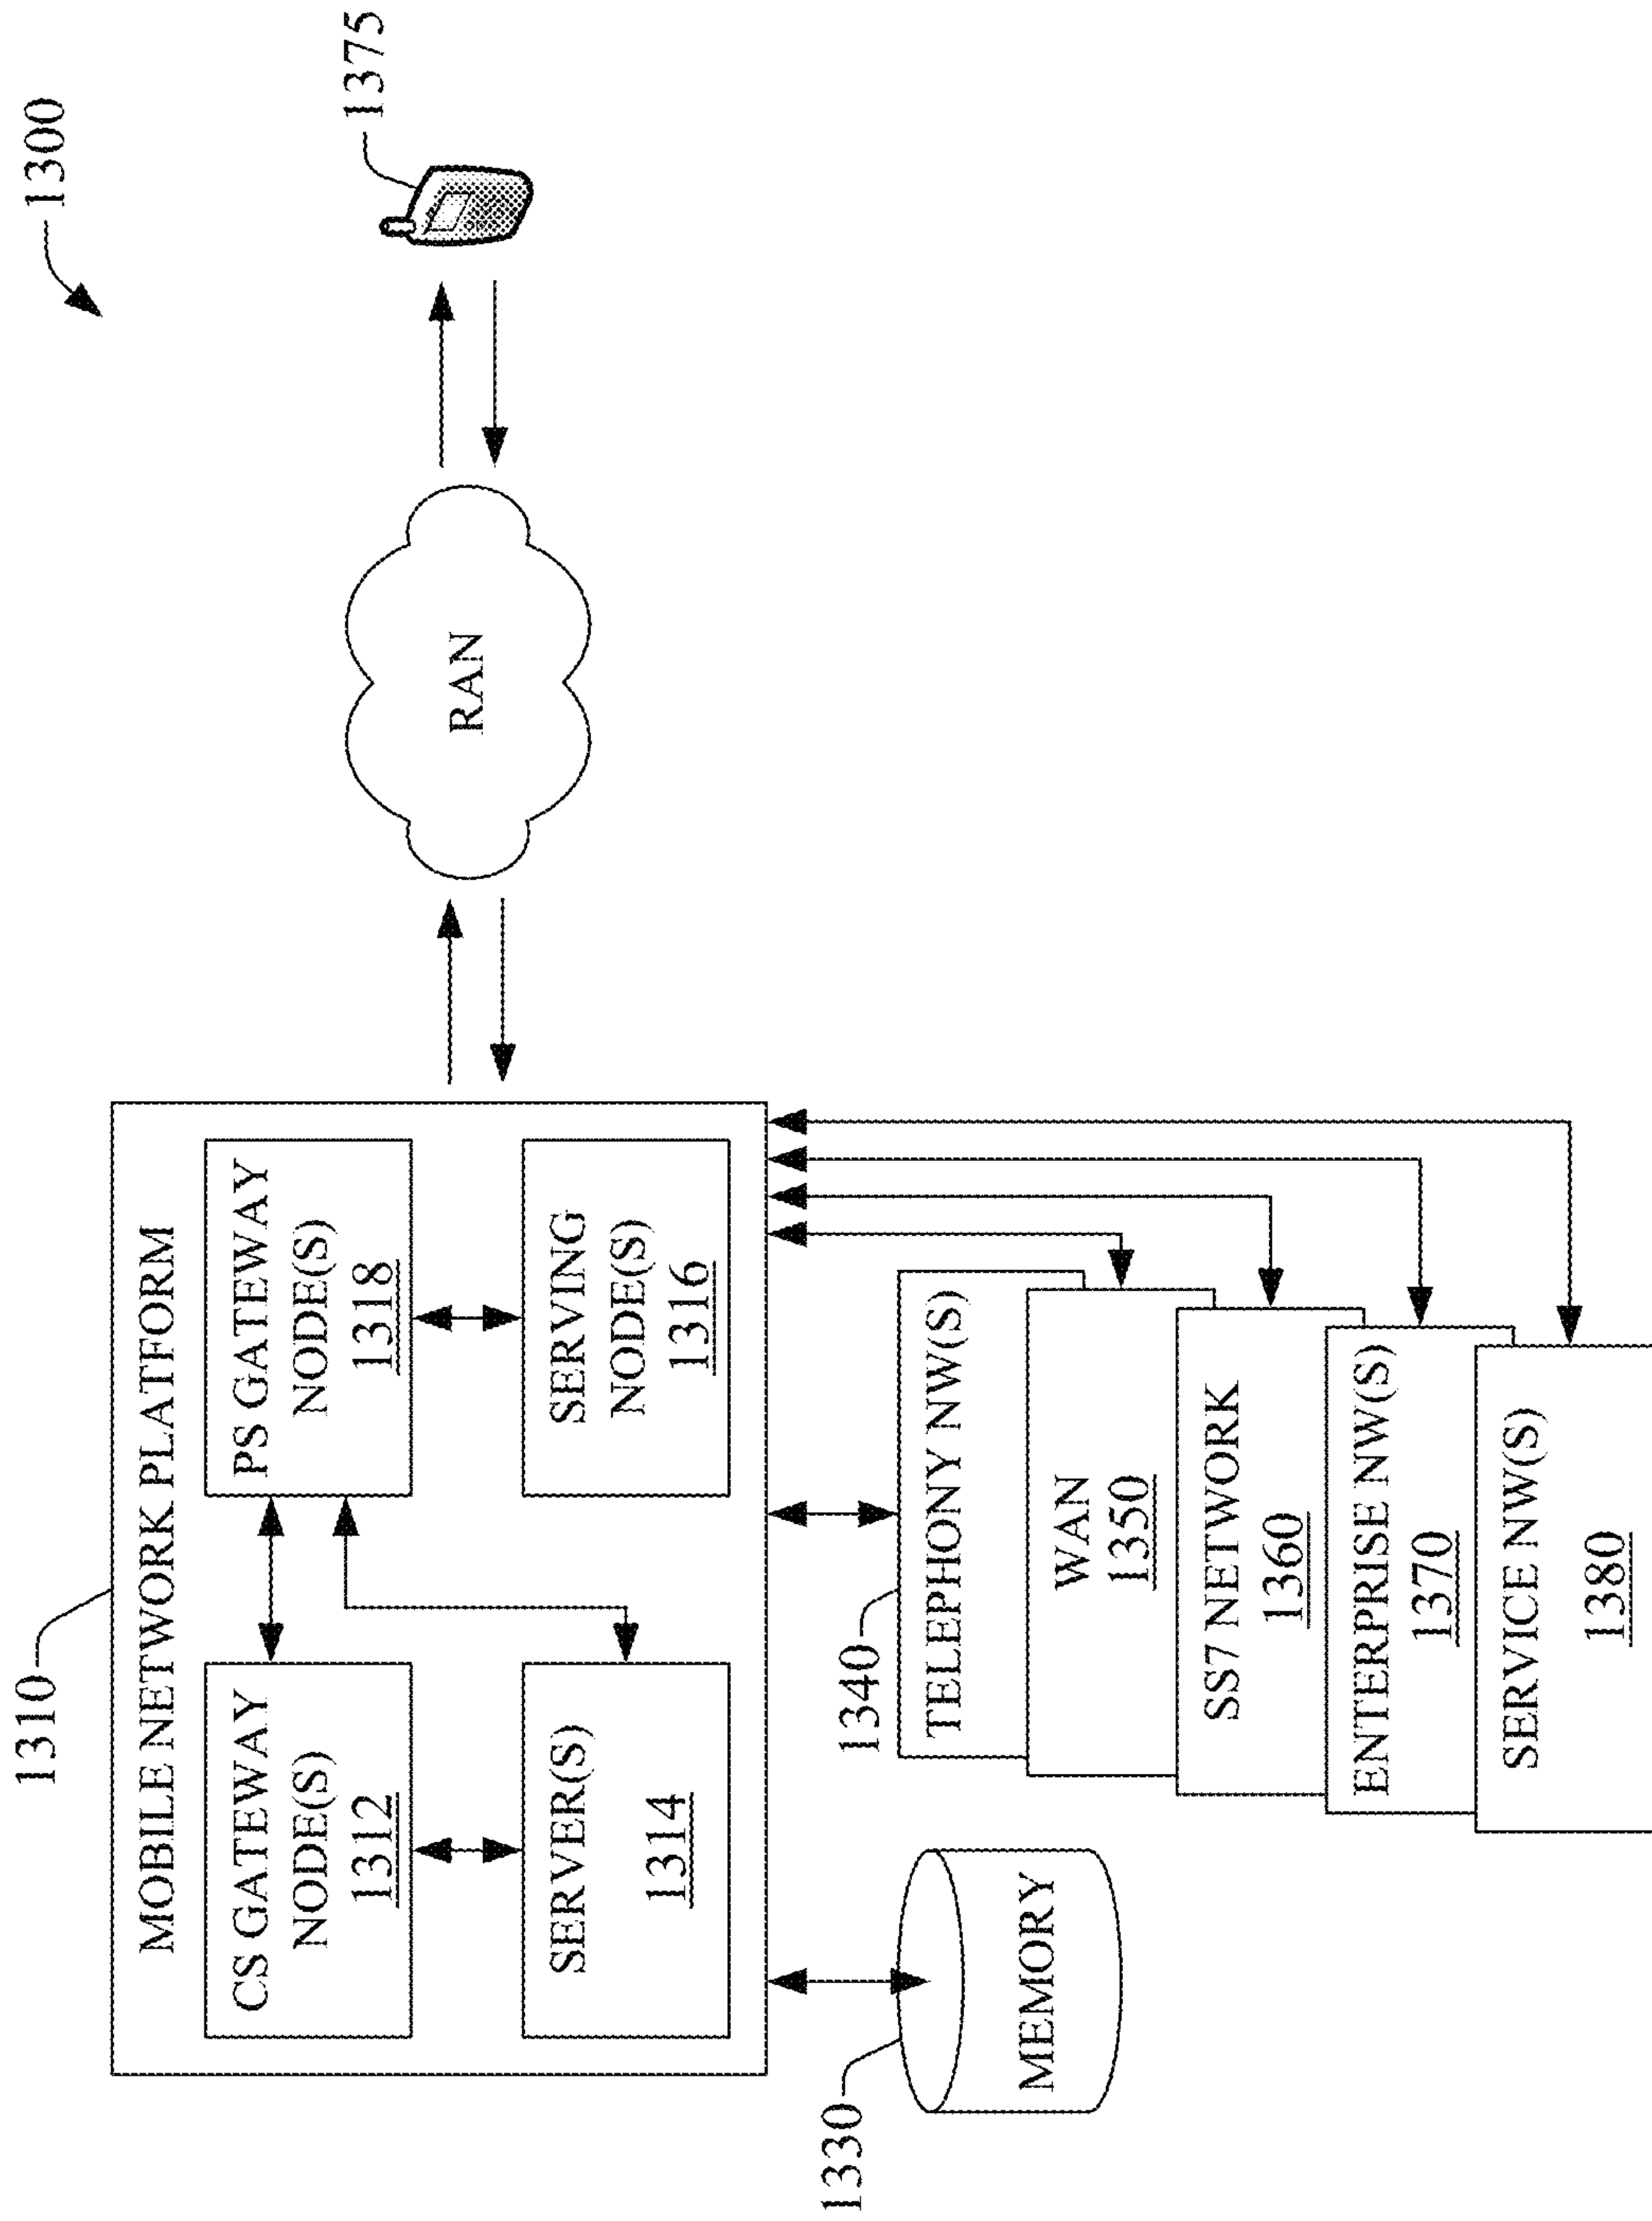 1300
1310
MOBILE NETWORK PLATFORM
CS GATEWAY
NODE(S)
1312
PS GATEWAY
NODE(S)
1318
SERVER(S)
1314
SERVING
NODE(S)
1316
RAN
1375
1330
MEMORY
1340
TELEPHONY NW(S)
WAN
1350
SS7 NETWORK
1360
ENTERPRISE NW(S)
1370
SERVICE NW(S)
1380